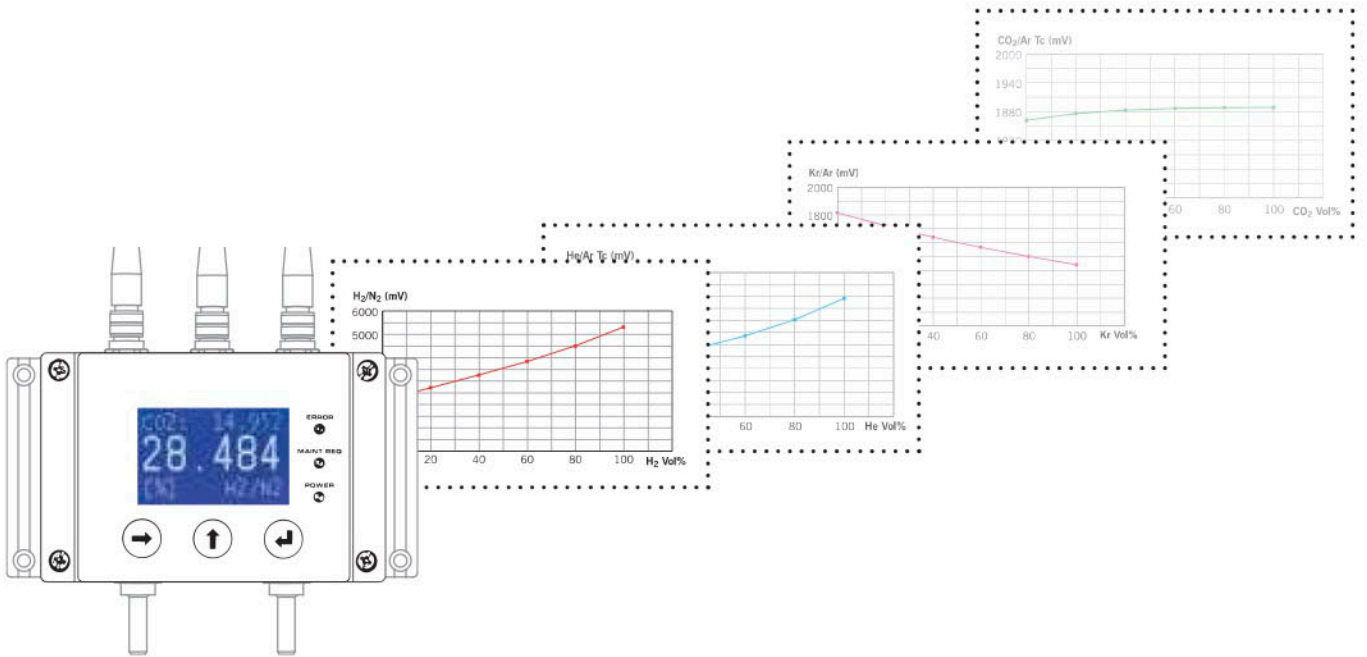 CO₂/Ar Tc (mV)
2000
1940
1880
60
80
100
CO₂ Vol%
Kr/Ar (mV)
2000
1800
40
60
80
100
Kr Vol%
He/Ar Tc (mV)
60
80
100
He Vol%
H₂/N₂ (mV)
6000
5000
20
40
60
80
100
H₂ Vol%
CO2: 14.95%
28.484
[%] H2/N2
ERROR
MAINT REQ
POWER